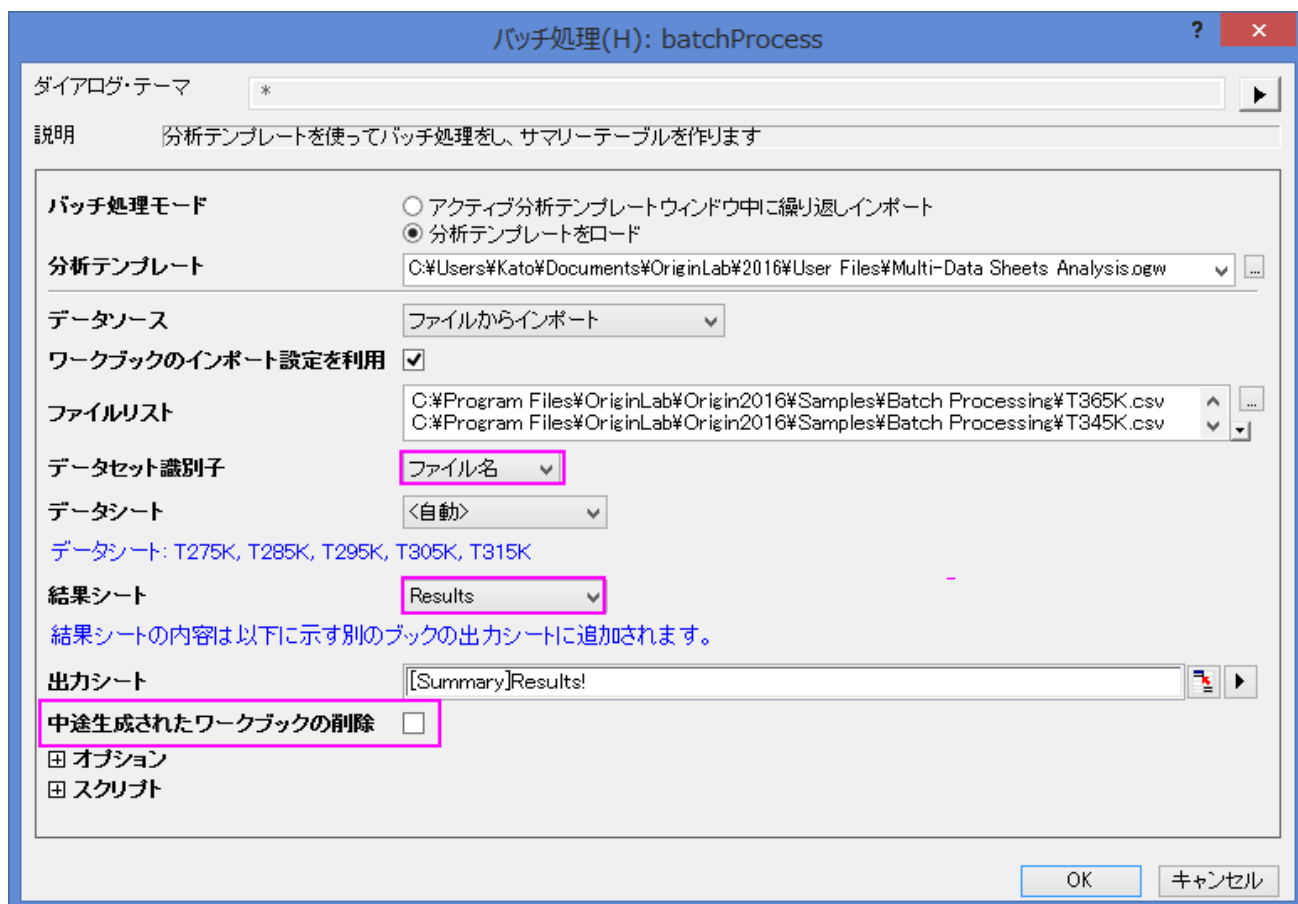 バッチ処理(H): batchProcess
?
×
ダイアログ・テーマ *
説明 分析テンプレートを使ってバッチ処理をし、サマリーテーブルを作ります
バッチ処理モード アクティブ分析テンプレートウィンドウ中に繰り返しインポート
分析テンプレートをロード
分析テンプレート C:¥Users¥Kato¥Documents¥OriginLab¥2016¥User Files¥Multi-Data Sheets Analysis.ogw ...
データソース ファイルからインポート
ワークブックのインポート設定を利用
ファイルリスト C:¥Program Files¥OriginLab¥Origin2016¥Samples¥Batch Processing¥T365K.csv ...
C:¥Program Files¥OriginLab¥Origin2016¥Samples¥Batch Processing¥T345K.csv
データセット識別子 ファイル名
データシート <自動>
データシート: T275K, T285K, T295K, T305K, T315K
結果シート Results
結果シートの内容は以下に示す別のブックの出力シートに追加されます。
出力シート [Summary]Results!
中途生成されたワークブックの削除
オプション
スクリプト
OK キャンセル